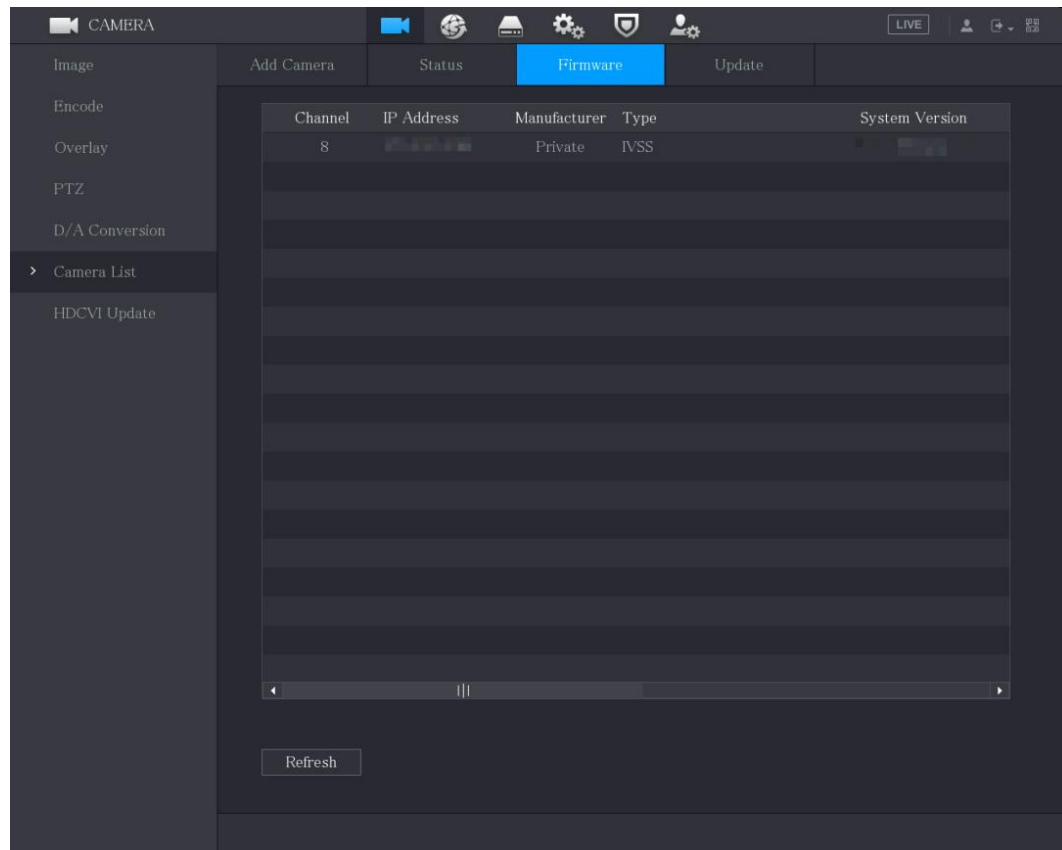 CAMERA LIVE
Image
Encode
Overlay
PTZ
D/A Conversion
Camera List
HDCVI Update
Add Camera Status Firmware Update
Channel IP Address Manufacturer Type System Version
8 Private IVSS
Refresh